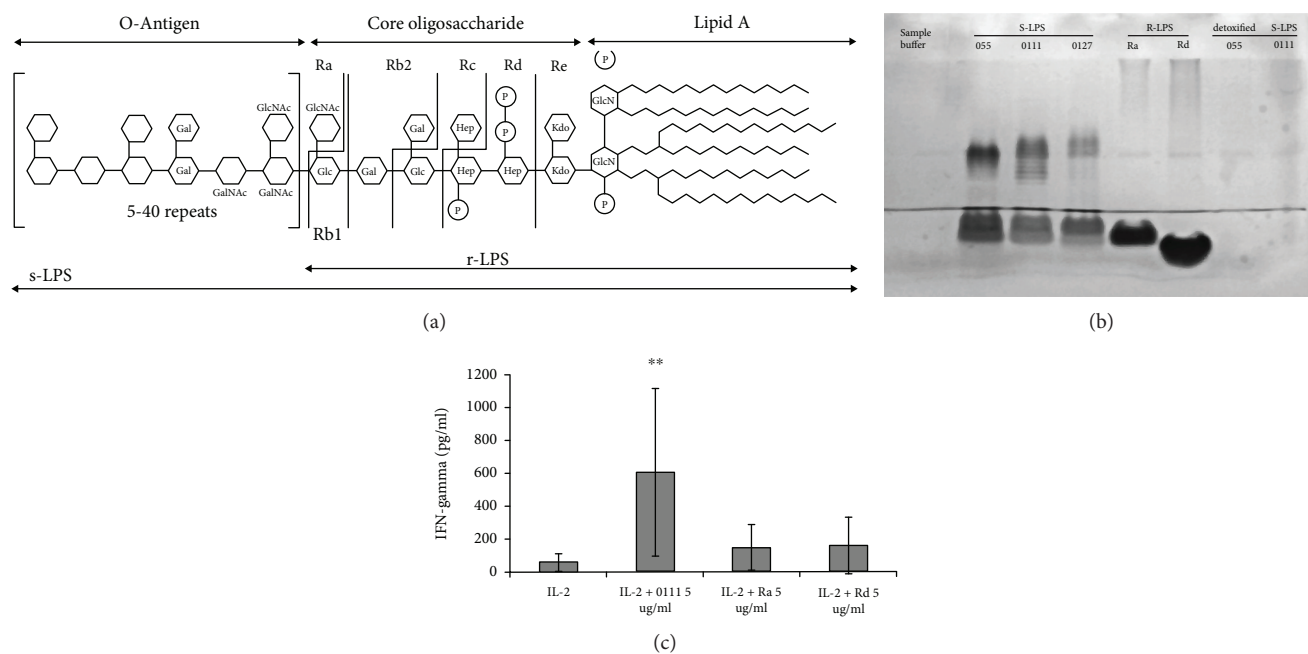 O-Antigen
Core oligosaccharide
Lipid A
Ra
Rb2
Rc
Rd
Re
P
P
GlcNAc
GlcNAc
GlcN
Gal
Gal
Hep
P
Kdo
GlcN
Gal
Glc
Gal
Glc
Hep
Hep
Kdo
GalNAc
GalNAc
P
P
5-40 repeats
Rb1
r-LPS
s-LPS
(a)
Sample
buffer
S-LPS
R-LPS
detoxified
S-LPS
055
0111
0127
Ra
Rd
055
0111
(b)
**
IFN-gamma (pg/ml)
1200
1000
800
600
400
200
0
IL-2
IL-2 + 0111 5
ug/ml
IL-2 + Ra 5
ug/ml
IL-2 + Rd 5
ug/ml
(c)